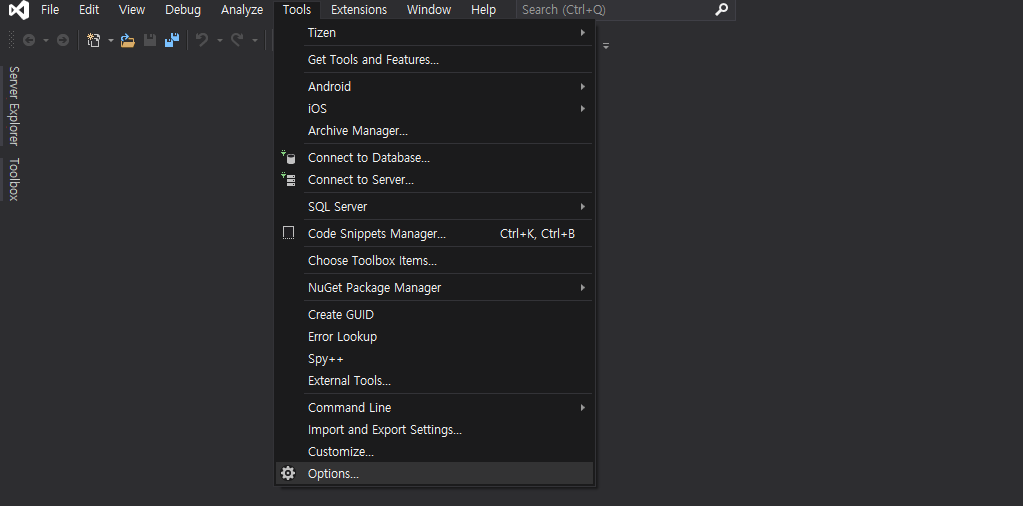 File Edit View Debug Analyze Tools Extensions Window Help Search (Ctrl+Q)
Server Explorer
Toolbox
Tizen
Get Tools and Features...
Android
iOS
Archive Manager...
Connect to Database...
Connect to Server...
SQL Server
Code Snippets Manager... Ctrl+K, Ctrl+B
Choose Toolbox Items...
NuGet Package Manager
Create GUID
Error Lookup
Spy++
External Tools...
Command Line
Import and Export Settings...
Customize...
Options...